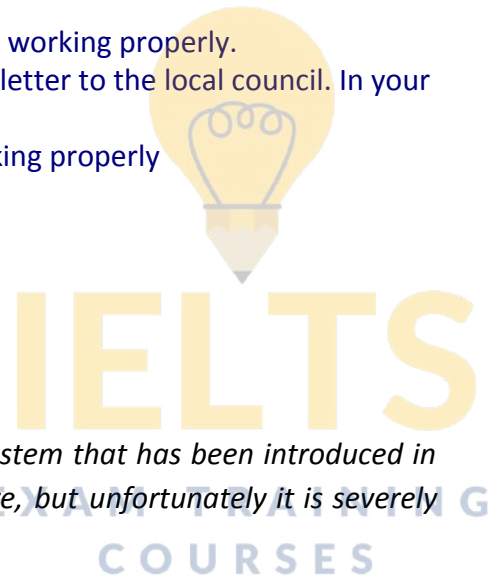 working properly.
letter to the local council. In your
king properly
IELTS
stem that has been introduced in
e, but unfortunately it is severely
EXAM TRAINING
COURSES